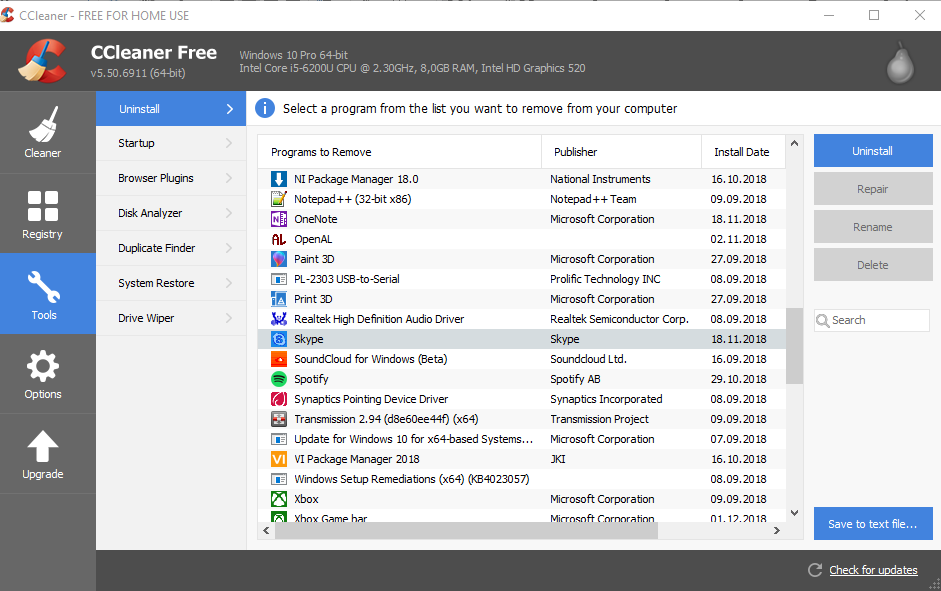 CCleaner - FREE FOR HOME USE
CCleaner Free
v5.50.6911 (64-bit)
Windows 10 Pro 64-bit
Intel Core i5-6200U CPU @ 2.30GHz, 8,0GB RAM, Intel HD Graphics 520
Cleaner
Registry
Tools
Options
Upgrade
Uninstall
Startup
Browser Plugins
Disk Analyzer
Duplicate Finder
System Restore
Drive Wiper
Select a program from the list you want to remove from your computer
Programs to Remove Publisher Install Date
NI Package Manager 18.0 National Instruments 16.10.2018
Notepad++ (32-bit x86) Notepad++ Team 09.09.2018
OneNote Microsoft Corporation 18.11.2018
OpenAL 02.11.2018
Paint 3D Microsoft Corporation 27.09.2018
PL-2303 USB-to-Serial Prolific Technology INC 08.09.2018
Print 3D Microsoft Corporation 27.09.2018
Realtek High Definition Audio Driver Realtek Semiconductor Corp. 08.09.2018
Skype Skype 18.11.2018
SoundCloud for Windows (Beta) Soundcloud Ltd. 16.09.2018
Spotify Spotify AB 29.10.2018
Synaptics Pointing Device Driver Synaptics Incorporated 08.09.2018
Transmission 2.94 (d8e60ee44f) (x64) Transmission Project 09.09.2018
Update for Windows 10 for x64-based Systems... Microsoft Corporation 07.09.2018
VI Package Manager 2018 JKI 16.10.2018
Windows Setup Remediations (x64) (KB4023057) 08.09.2018
Xbox Microsoft Corporation 09.09.2018
Xbox Game bar Microsoft Corporation 01.12.2018
Uninstall
Repair
Rename
Delete
Search
Save to text file...
Check for updates